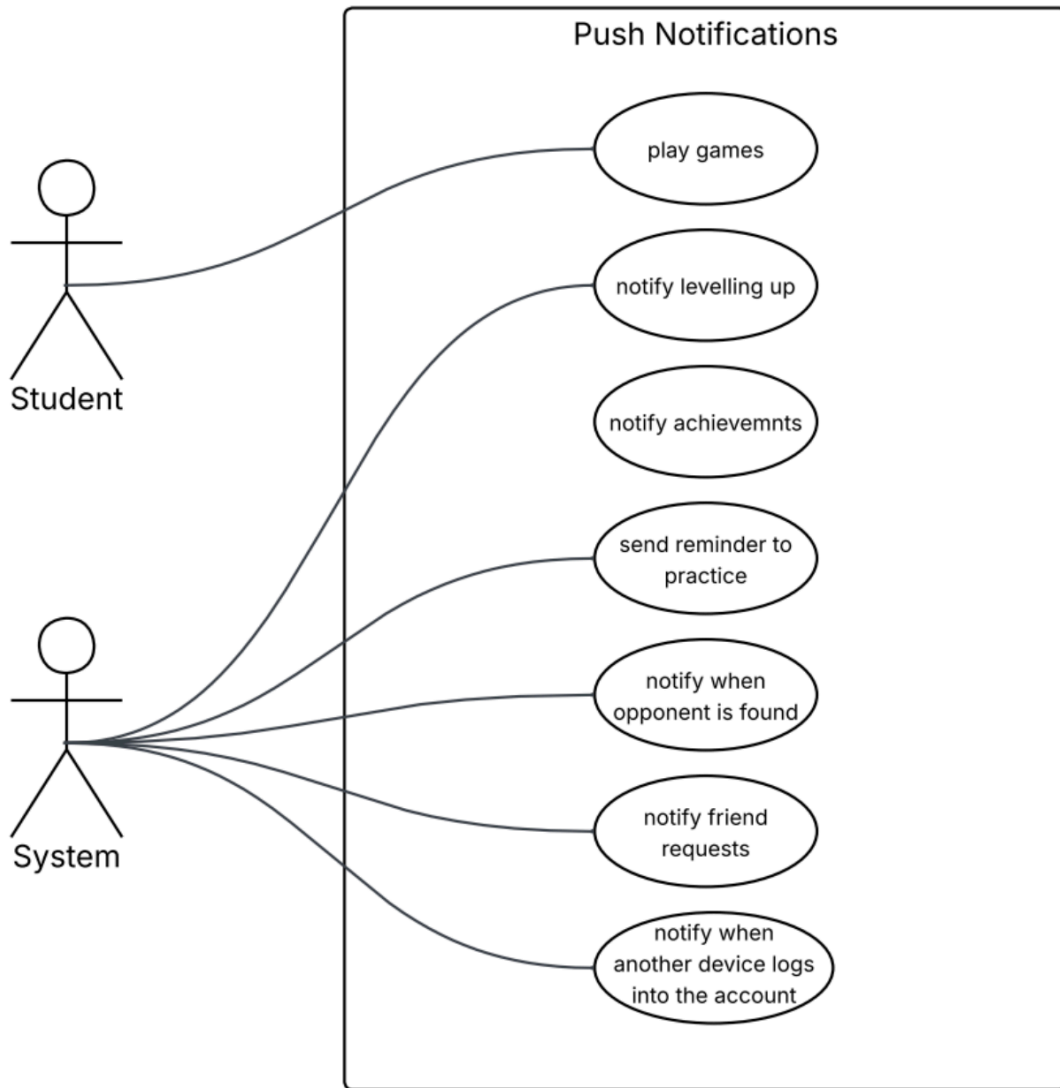 Push Notifications
play games
notify levelling up
Student
notify achievemnts
send reminder to
practice
notify when
opponent is found
System
notify friend
requests
notify when
another device logs
into the account